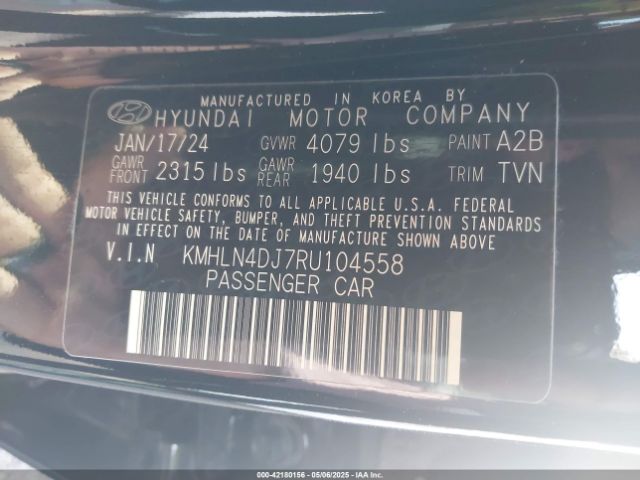 MANUFACTURED IN KOREA BY
HYUNDAI MOTOR COMPANY
JAN/17/24 GVWR 4079 lbs PAINT A2B
GAWR FRONT 2315 lbs GAWR REAR 1940 lbs TRIM TVN
THIS VEHICLE CONFORMS TO ALL APPLICABLE U.S.A. FEDERAL
MOTOR VEHICLE SAFETY, BUMPER, AND THEFT PREVENTION STANDARDS
IN EFFECT ON THE DATE OF MANUFACTURE SHOWN ABOVE
V.I.N KMHLN4DJ7RU104558
PASSENGER CAR
000-42180156 - 05/06/2025 - IAAI.COM